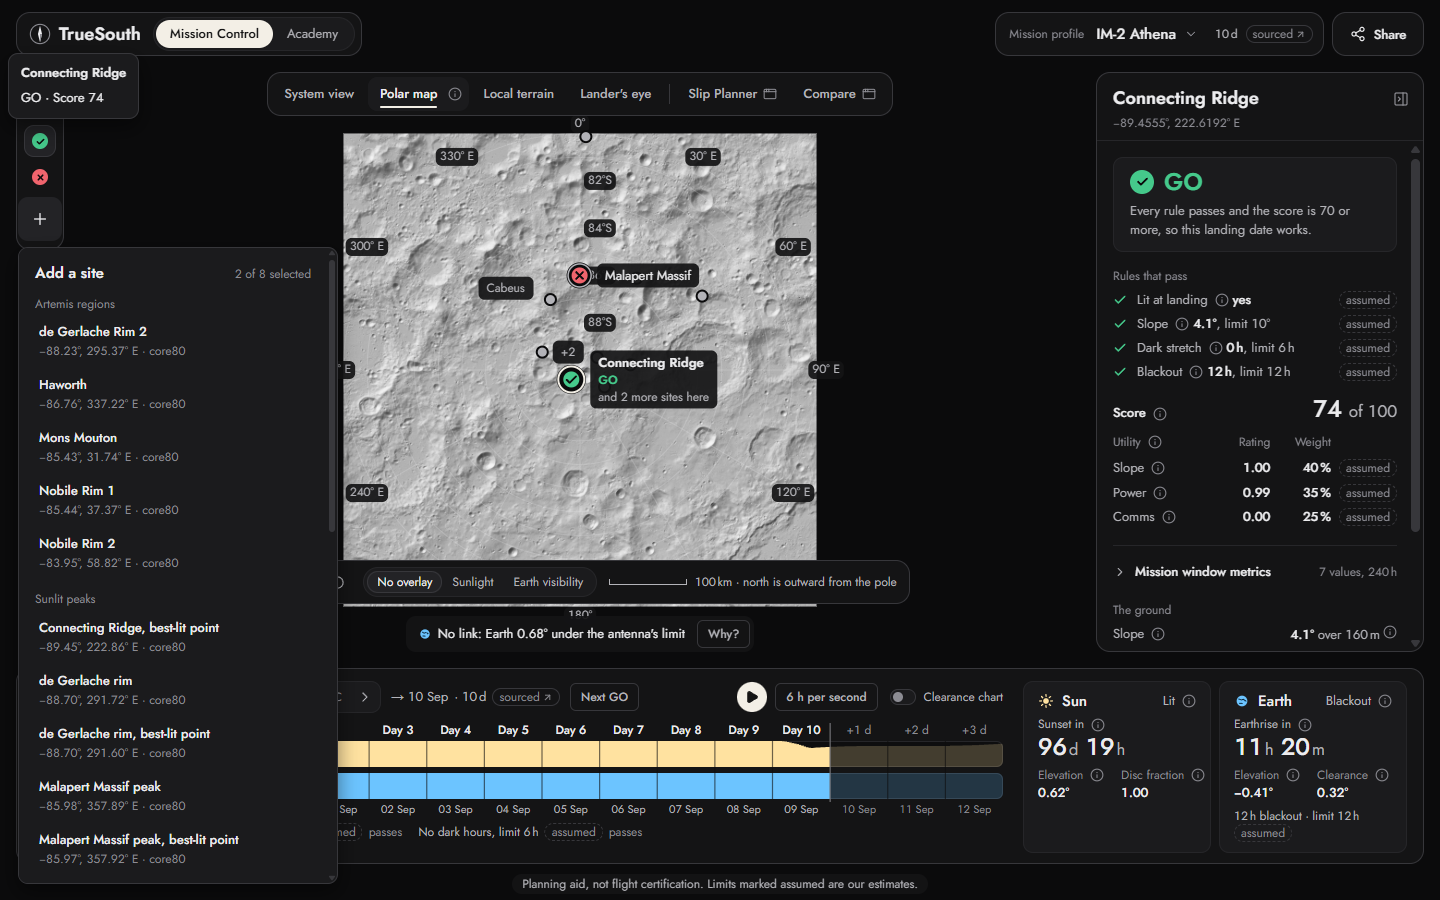 TrueSouth
Mission Control
Academy
Mission profile IM-2 Athena 10 d sourced ↗
Share
Connecting Ridge
GO · Score 74
System view
Polar map
Local terrain
Lander's eye
Slip Planner
Compare
0°
330° E
30° E
82°S
84°S
300° E
60° E
Malapert Massif
Cabeus
88°S
+2
Connecting Ridge
GO
and 2 more sites here
° E
90° E
240° E
120° E
No overlay
Sunlight
Earth visibility
100 km · north is outward from the pole
180°
No link: Earth 0.68° under the antenna's limit
Why?
Add a site
2 of 8 selected
Artemis regions
de Gerlache Rim 2
−88.23°, 295.37° E · core80
Haworth
−86.76°, 337.22° E · core80
Mons Mouton
−85.43°, 31.74° E · core80
Nobile Rim 1
−85.44°, 37.37° E · core80
Nobile Rim 2
−83.95°, 58.82° E · core80
Sunlit peaks
Connecting Ridge, best-lit point
−89.45°, 222.86° E · core80
de Gerlache rim
−88.70°, 291.72° E · core80
de Gerlache rim, best-lit point
−88.70°, 291.60° E · core80
Malapert Massif peak
−85.98°, 357.89° E · core80
Malapert Massif peak, best-lit point
−85.97°, 357.92° E · core80
Connecting Ridge
−89.4555°, 222.6192° E
GO
Every rule passes and the score is 70 or
more, so this landing date works.
Rules that pass
Lit at landing yes assumed
Slope 4.1°, limit 10° assumed
Dark stretch 0 h, limit 6 h assumed
Blackout 12 h, limit 12 h assumed
Score 74 of 100
Utility Rating Weight
Slope 1.00 40 % assumed
Power 0.99 35 % assumed
Comms 0.00 25 % assumed
Mission window metrics 7 values, 240 h
The ground
Slope 4.1° over 160 m
C → 10 Sep · 10 d sourced ↗ Next GO
6 h per second
Clearance chart
Day 3 Day 4 Day 5 Day 6 Day 7 Day 8 Day 9 Day 10 +1 d +2 d +3 d
Sep 02 Sep 03 Sep 04 Sep 05 Sep 06 Sep 07 Sep 08 Sep 09 Sep 10 Sep 11 Sep 12 Sep
med passes No dark hours, limit 6 h assumed passes
Sun Lit
Sunset in
96 d 19 h
Elevation Disc fraction
0.62° 1.00
Earth Blackout
Earthrise in
11 h 20 m
Elevation Clearance
−0.41° 0.32°
12 h blackout · limit 12 h
assumed
Planning aid, not flight certification. Limits marked assumed are our estimates.